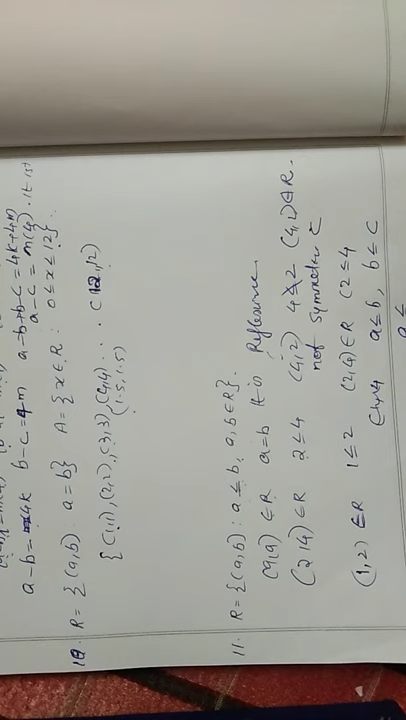 a-b = 4k b-c = 4m a-b+b-c = 4k+4m
a-c = m(4). It is
10. R = {(a,b) : a = b} A = {x ∈ R : 0 ≤ x ≤ 12}.
{(1,1), (2,2), (3,3), (4,4) . . . (12,12)
(1.5, 1.5)
11. R = {(a,b) : a ≤ b, a,b ∈ R}.
(a,a) ∈ R a = b It is Reflexive.
(2,4) ∈ R 2 ≤ 4 (4,2) 4 ≰ 2 (4,2) ∉ R.
not Symmetric
(1,2) ∈ R 1 ≤ 2 (2,4) ∈ R (2 ≤ 4
a ≤ b, b ≤ c
a ≤